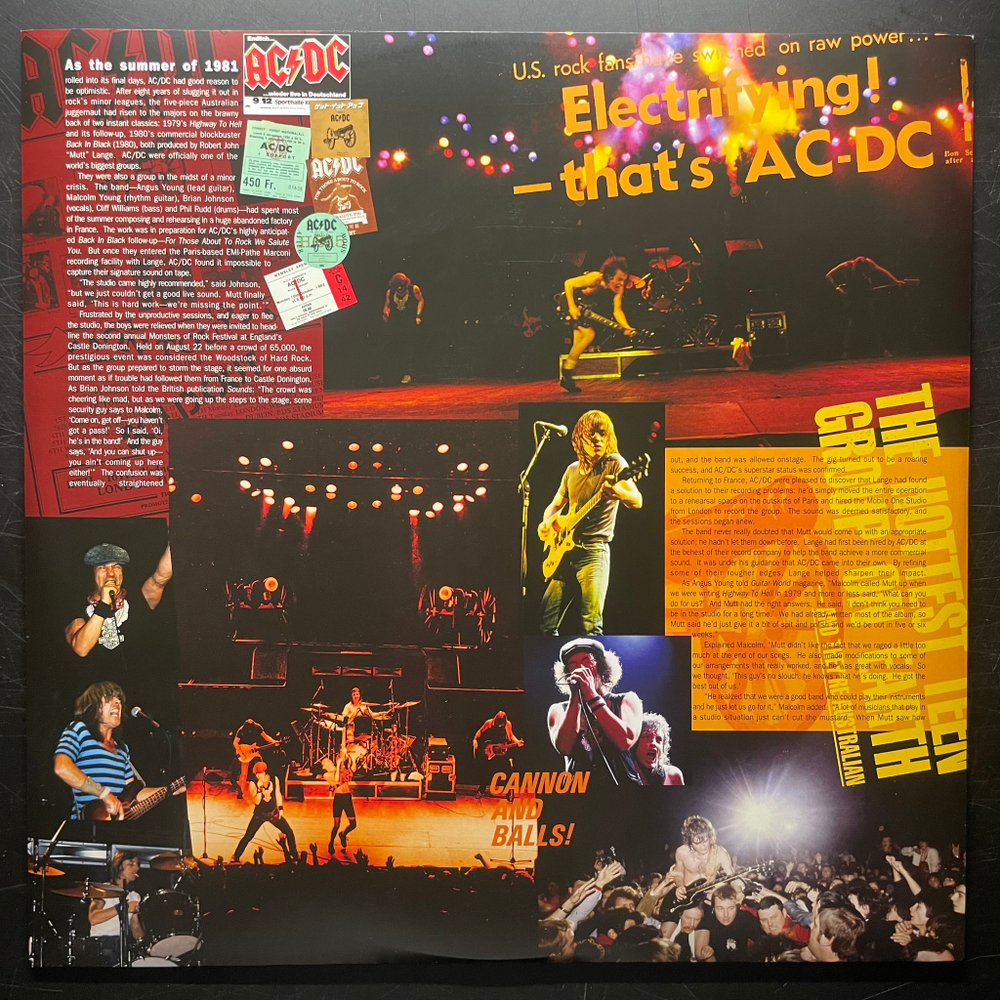 As the summer of 1981
rolled into its final days, AC/DC had good reason to
be optimistic. After eight years of slugging it out in
rock's minor leagues, the five-piece Australian
juggernaut had risen to the majors on the brawny
back of two instant classics: 1979's Highway To Hell
and its follow-up, 1980's commercial blockbuster
Back In Black (1980), both produced by Robert John
"Mutt" Lange. AC/DC were officially one of the
world's biggest groups.
They were also a group in the midst of a minor
crisis. The band—Angus Young (lead guitar),
Malcolm Young (rhythm guitar), Brian Johnson
(vocals), Cliff Williams (bass) and Phil Rudd (drums)—had spent most
of the summer composing and rehearsing in a huge abandoned factory
in France. The work was in preparation for AC/DC's highly anticipat-
ed Back In Black follow-up—For Those About To Rock We Salute
You. But once they entered the Paris-based EMI-Pathe Marconi
recording facility with Lange, AC/DC found it impossible to
capture their signature sound on tape.
"The studio came highly recommended," said Johnson,
"but we just couldn't get a good live sound. Mutt finally
said, 'This is hard work—we're missing the point.'"
Frustrated by the unproductive sessions, and eager to flee
the studio, the boys were relieved when they were invited to head-
line the second annual Monsters of Rock Festival at England's
Castle Donington. Held on August 22 before a crowd of 65,000, the
prestigious event was considered the Woodstock of Hard Rock.
But as the group prepared to storm the stage, it seemed for one absurd
moment as if trouble had followed them from France to Castle Donington.
As Brian Johnson told the British publication Sounds: "The crowd was
cheering like mad, but as we were going up the steps to the stage, some
security guy says to Malcolm,
'Come on, get off—you haven't
got a pass!' So I said, 'Oi,
he's in the band!' And the guy
says, 'And you can shut up—
you ain't coming up here
either!'" The confusion was
eventually straightened
Endlich...
AC/DC
...wieder live in Deutschland
9 12 Sporthalle
AC/DC
AC/DC
450 Fr.
AC/DC
AC/DC
WEMBLEY ARENA
AC/DC
U.S. rock fans have switched on raw power...
Electrifying!
—that's AC-DC
Bon S
after
THE HOTTEST TEN
out, and the band was allowed onstage. The gig turned out to be a roaring
success, and AC/DC's superstar status was confirmed.
Returning to France, AC/DC were pleased to discover that Lange had found
a solution to their recording problems: he'd simply moved the entire operation
to a rehearsal space on the outskirts of Paris and hired the Mobile One Studio
from London to record the group. The sound was deemed satisfactory, and
the sessions began anew.
The band never really doubted that Mutt would come up with an appropriate
solution; he hadn't let them down before. Lange had first been hired by AC/DC at
the behest of their record company to help the band achieve a more commercial
sound. It was under his guidance that AC/DC came into their own. By refining
some of their rougher edges, Lange helped sharpen their impact.
As Angus Young told Guitar World magazine, "Malcolm called Mutt up when
we were writing Highway To Hell in 1979 and more or less said, 'What can you
do for us?' And Mutt had the right answers. He said, 'I don't think you need to
be in the studio for a long time.' We had already written most of the album, so
Mutt said he'd just give it a bit of spit and polish and we'd be out in five or six
weeks."
Explained Malcolm, "Mutt didn't like the fact that we raged a little too
much at the end of our songs. He also made modifications to some of
our arrangements that really worked, and he was great with vocals. So
we thought, 'This guy's no slouch; he knows what he's doing. He got the
best out of us.'
"He realized that we were a good band who could play their instruments
and he just let us go for it," Malcolm added. "A lot of musicians that play in
a studio situation just can't cut the mustard. When Mutt saw how
CANNON
AND
BALLS!